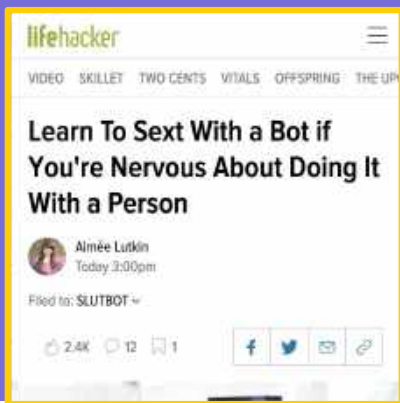 lifehacker
VIDEO SKILLET TWO CENTS VITALS OFFSPRING THE UP
Learn To Sext With a Bot if
You're Nervous About Doing It
With a Person
Aimée Lutkin
Today 3:00pm
Filed to: SLUTBOT
2.4K 12 1